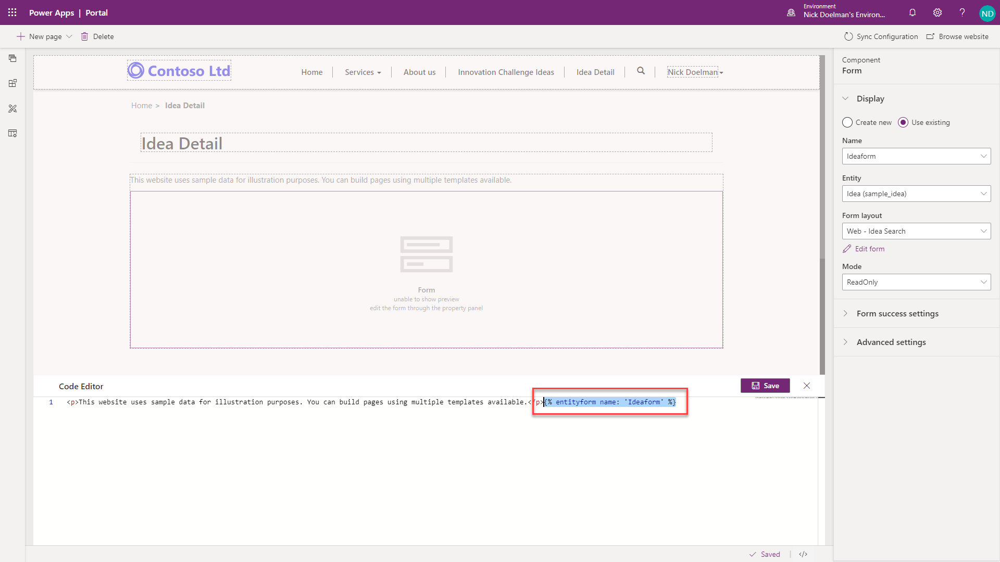 Power Apps | Portal
Environment
Nick Doelman's Environ...
?
ND
New page
Delete
Sync Configuration
Browse website
Contoso Ltd
Home
Services
About us
Innovation Challenge Ideas
Idea Detail
Nick Doelman
Home > Idea Detail
Idea Detail
This website uses sample data for illustration purposes. You can build pages using multiple templates available.
Form
unable to show preview
edit the form through the property panel
Component
Form
Display
Create new
Use existing
Name
Ideaform
Entity
Idea (sample_idea)
Form layout
Web - Idea Search
Edit form
Mode
ReadOnly
Form success settings
Advanced settings
Code Editor
Save
1 <p>This website uses sample data for illustration purposes. You can build pages using multiple templates available.</p>{% entityform name: 'Ideaform' %}
Saved
</>